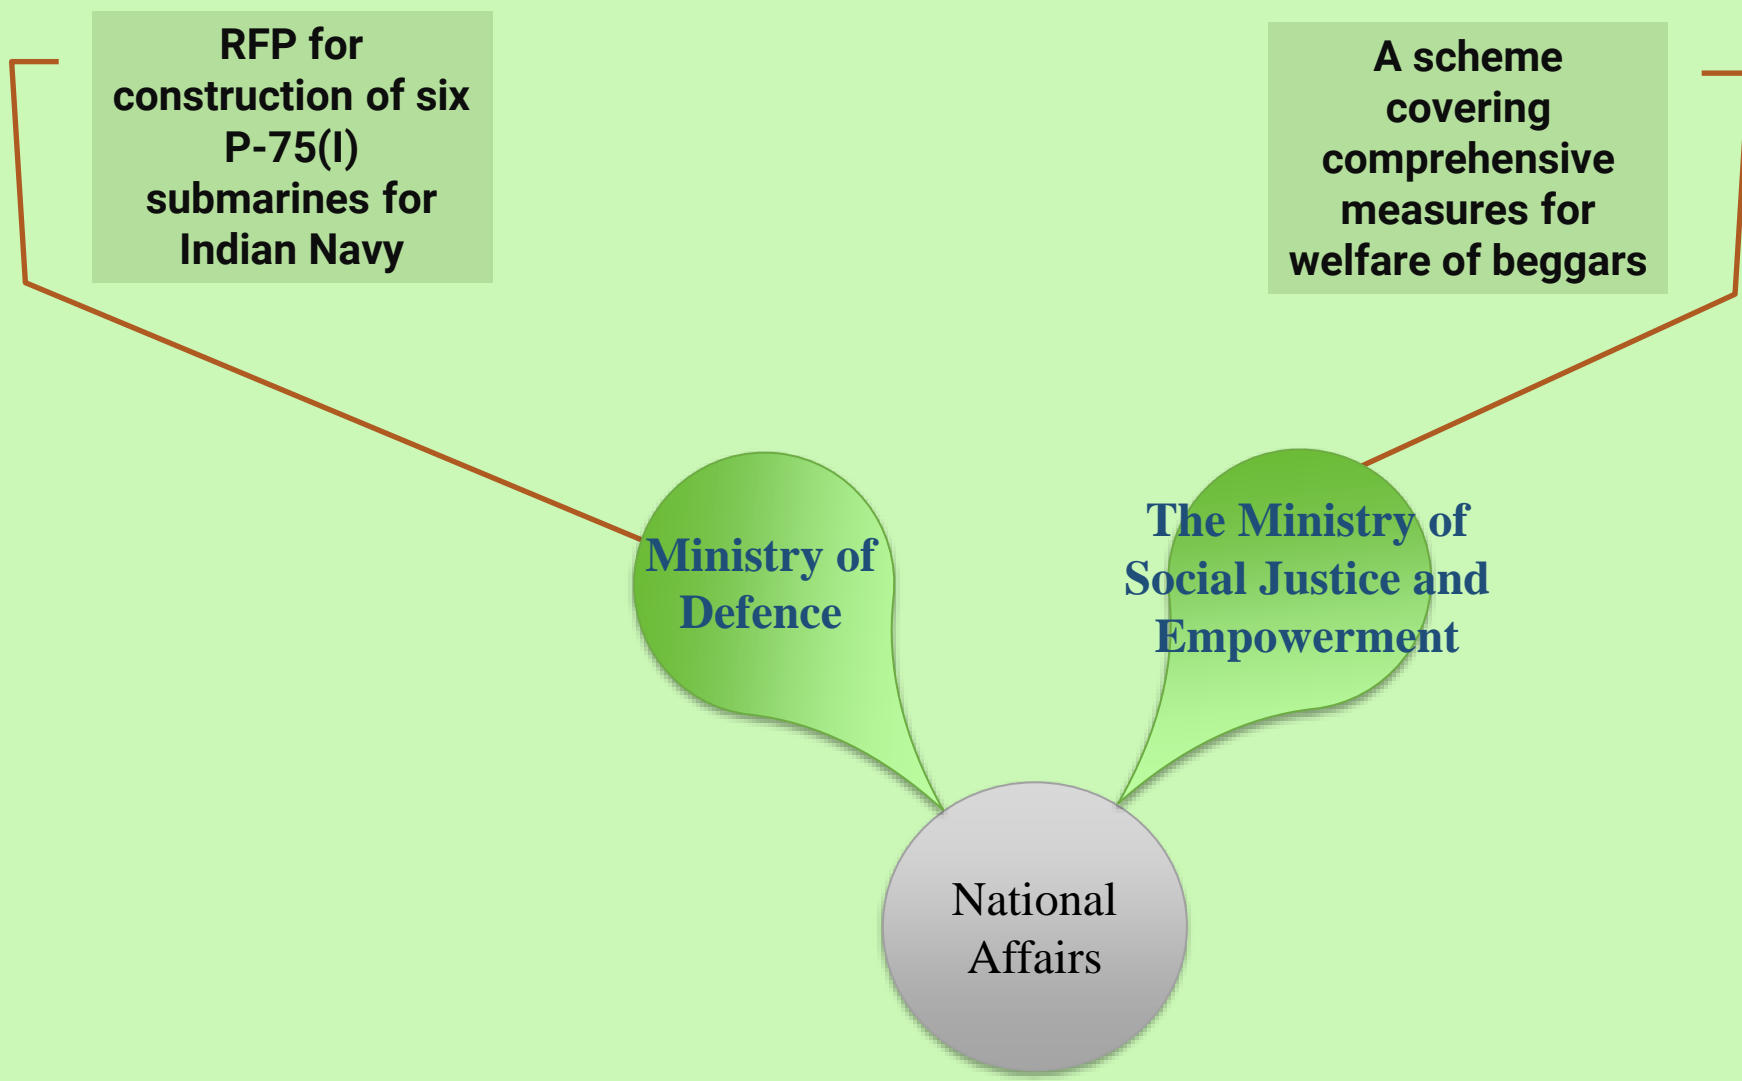 RFP for
construction of six
P-75(I)
submarines for
Indian Navy
A scheme
covering
comprehensive
measures for
welfare of beggars
Ministry of
Defence
The Ministry of
Social Justice and
Empowerment
National
Affairs